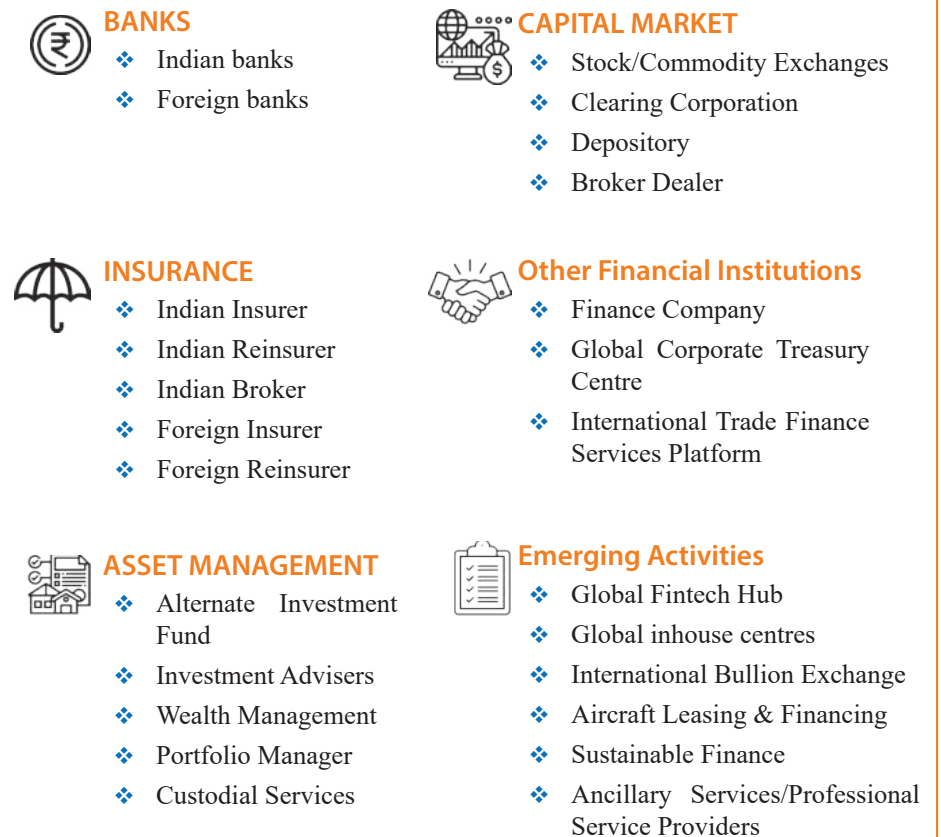 BANKS
Indian banks
Foreign banks
CAPITAL MARKET
Stock/Commodity Exchanges
Clearing Corporation
Depository
Broker Dealer
INSURANCE
Indian Insurer
Indian Reinsurer
Indian Broker
Foreign Insurer
Foreign Reinsurer
Other Financial Institutions
Finance Company
Global Corporate Treasury
Centre
International Trade Finance
Services Platform
ASSET MANAGEMENT
Alternate Investment
Fund
Investment Advisers
Wealth Management
Portfolio Manager
Custodial Services
Emerging Activities
Global Fintech Hub
Global inhouse centres
International Bullion Exchange
Aircraft Leasing & Financing
Sustainable Finance
Ancillary Services/Professional
Service Providers